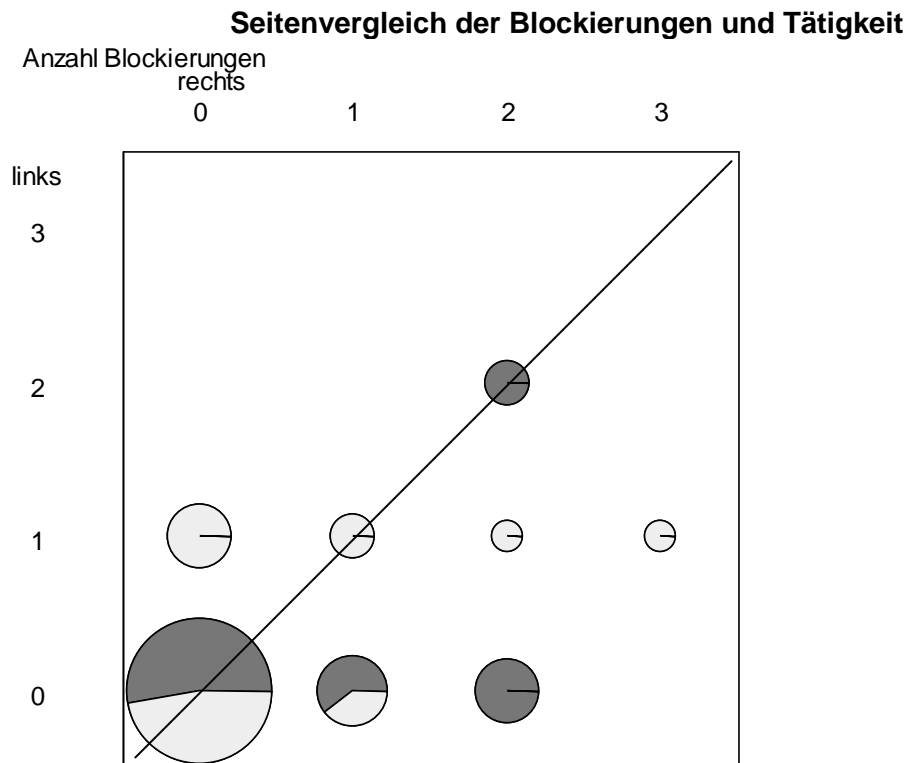 Seitenvergleich der Blockierungen und Tätigkeit
Anzahl Blockierungen
rechts
0 1 2 3
links
3
2
1
0